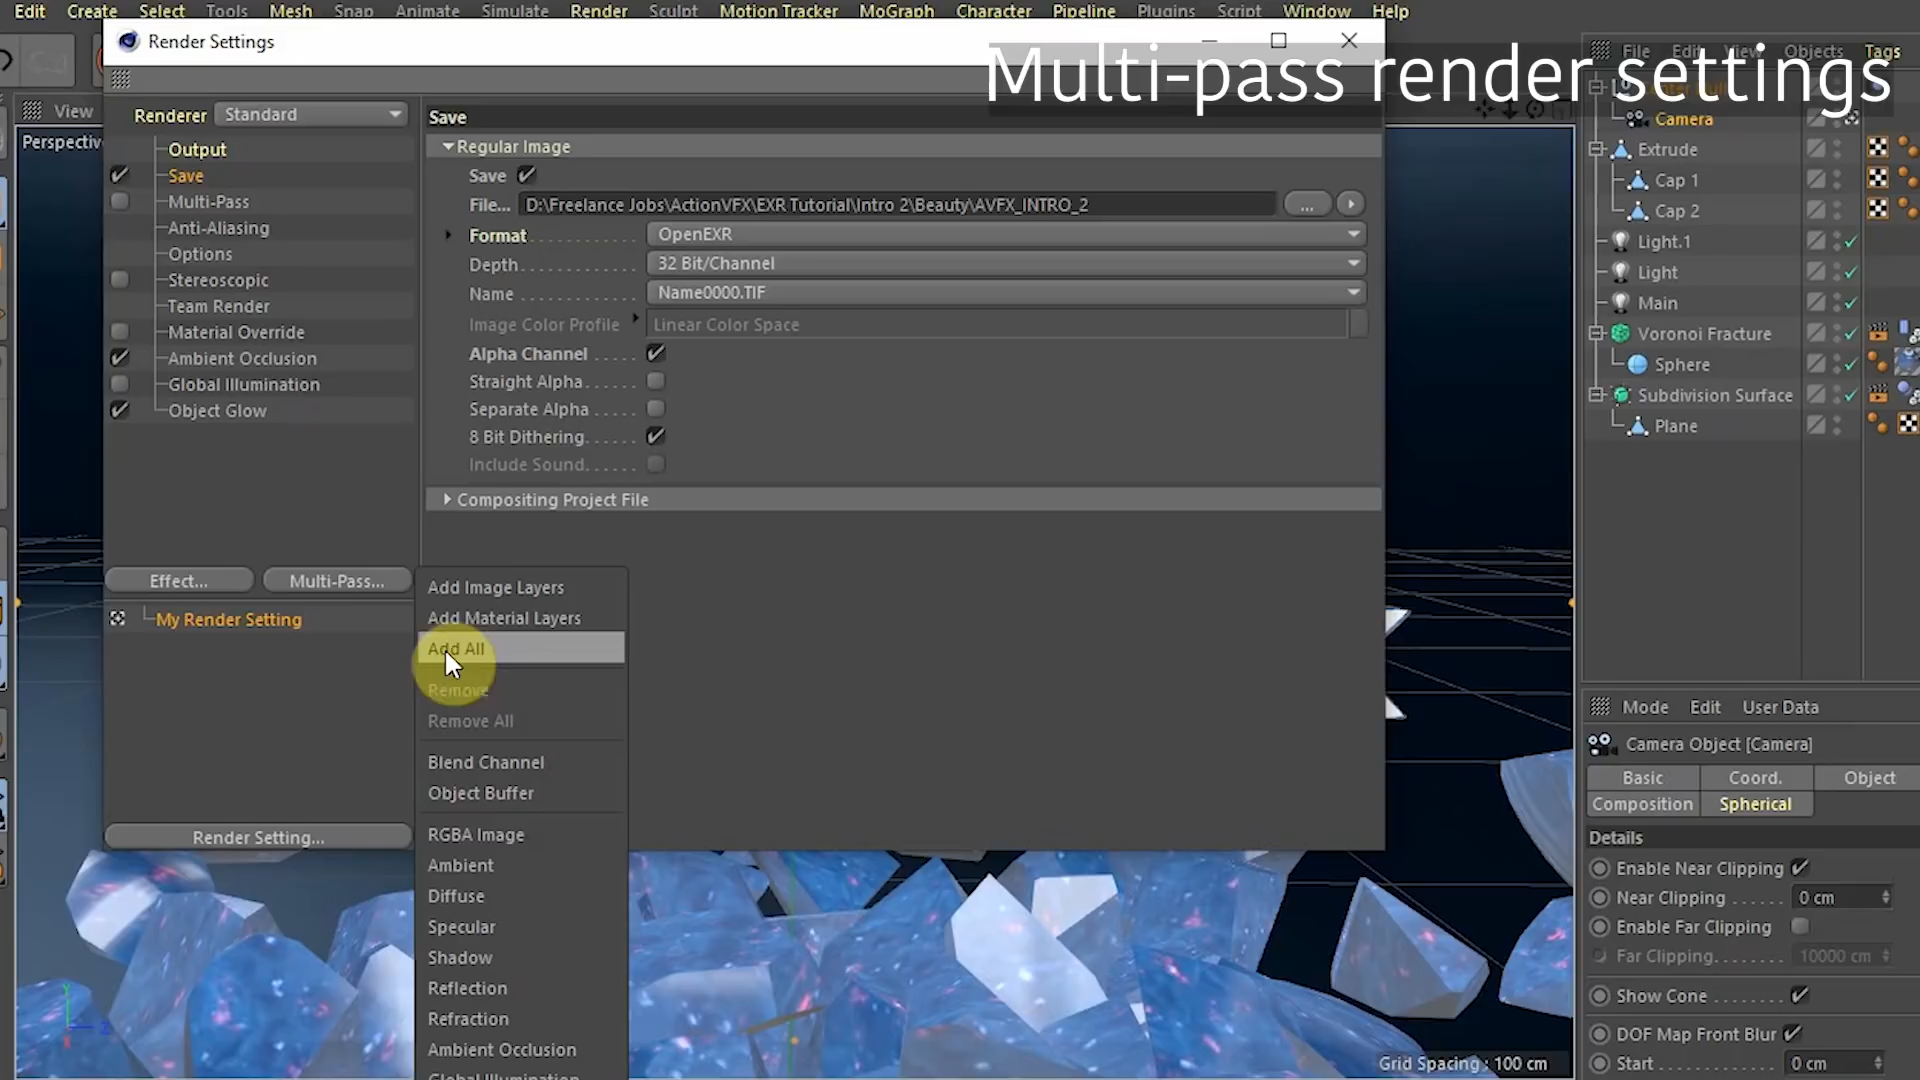 Edit Create Select Tools Mesh Snap Animate Simulate Render Sculpt Motion Tracker MoGraph Character Pipeline Plugins Script Window Help
Render Settings
Multi-pass render settings
File Edit View Objects Tags
View
Perspectiv
Renderer Standard
Output
Save
Multi-Pass
Anti-Aliasing
Options
Stereoscopic
Team Render
Material Override
Ambient Occlusion
Global Illumination
Object Glow
Effect...
Multi-Pass...
My Render Setting
Render Setting...
Save
Regular Image
Save
File... D:\Freelance Jobs\ActionVFX\EXR Tutorial\Intro 2\Beauty\AVFX_INTRO_2
...
Format OpenEXR
Depth 32 Bit/Channel
Name Name0000.TIF
Image Color Profile Linear Color Space
Alpha Channel
Straight Alpha
Separate Alpha
8 Bit Dithering
Include Sound
Compositing Project File
Add Image Layers
Add Material Layers
Add All
Remove
Remove All
Blend Channel
Object Buffer
RGBA Image
Ambient
Diffuse
Specular
Shadow
Reflection
Refraction
Ambient Occlusion
Global Illumination
Grid Spacing : 100 cm
Camera
Extrude
Cap 1
Cap 2
Light.1
Light
Main
Voronoi Fracture
Sphere
Subdivision Surface
Plane
Mode Edit User Data
Camera Object [Camera]
Basic Coord. Object
Composition Spherical
Details
Enable Near Clipping
Near Clipping 0 cm
Enable Far Clipping
Far Clipping 10000 cm
Show Cone
DOF Map Front Blur
Start 0 cm
Y
Z
X